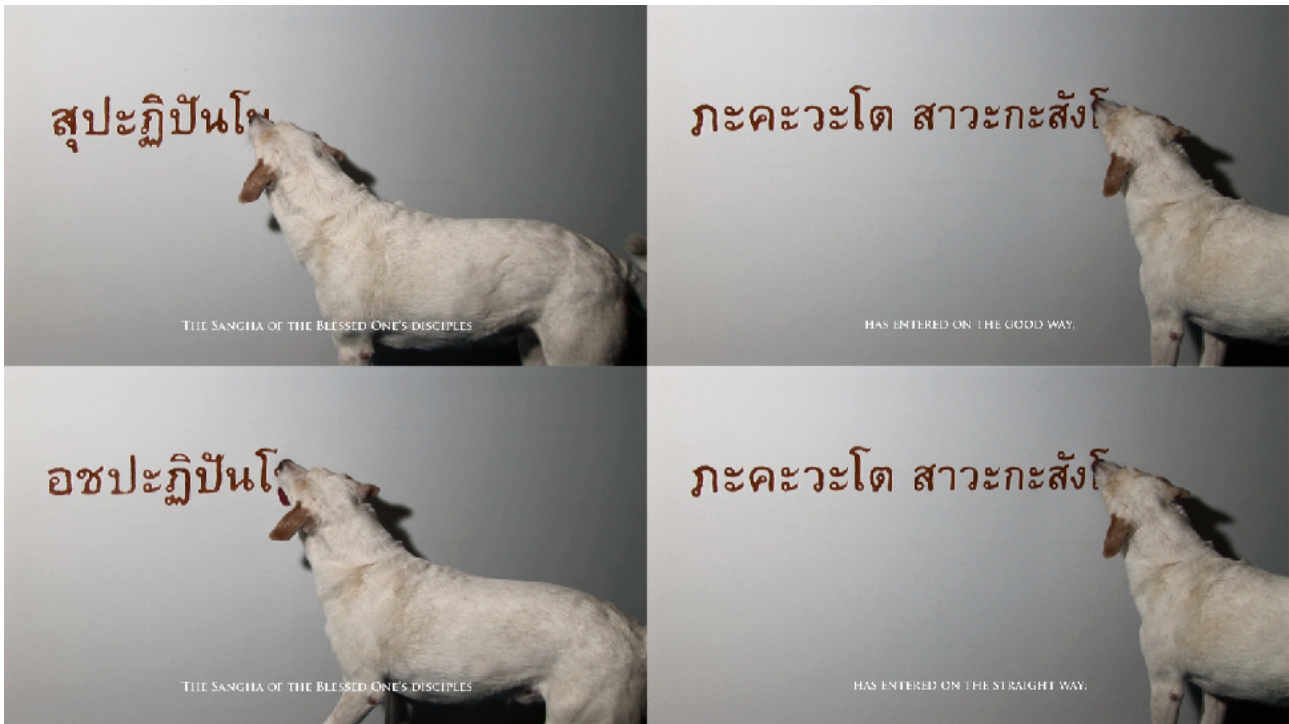 สุปะฏิปันโน
THE SANGHA OF THE BLESSED ONE'S DISCIPLES
ภะคะวะโต สาวะกะสังโ
HAS ENTERED ON THE GOOD WAY;
อชปะฏิปันโ
THE SANGHA OF THE BLESSED ONE'S DISCIPLES
ภะคะวะโต สาวะกะสังโ
HAS ENTERED ON THE STRAIGHT WAY;